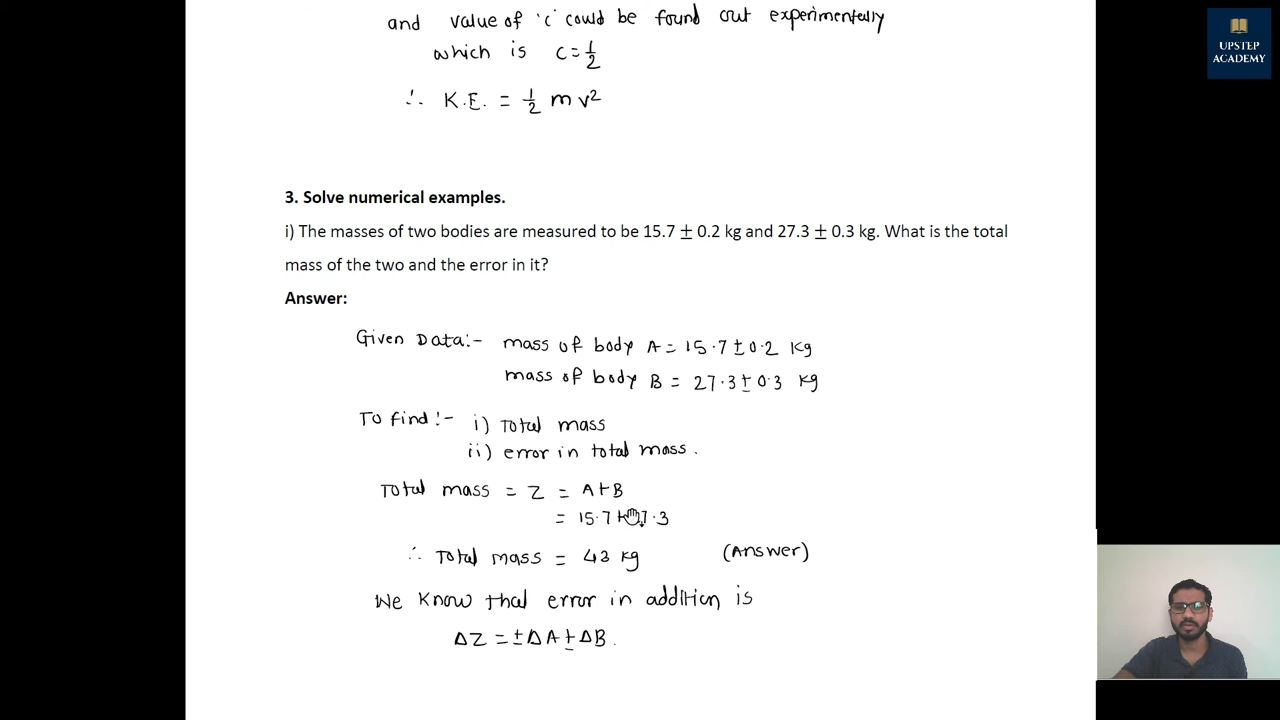 and value of 'c' could be found out experimentally
which is c = 1/2
∴ K.E. = 1/2 m v²
UPSTEP
ACADEMY
3. Solve numerical examples.
i) The masses of two bodies are measured to be 15.7 ± 0.2 kg and 27.3 ± 0.3 kg. What is the total
mass of the two and the error in it?
Answer:
Given Data:- mass of body A = 15.7 ± 0.2 Kg
mass of body B = 27.3 ± 0.3 Kg
To find :- i) Total mass
ii) error in total mass.
Total mass = Z = A+B
= 15.7 + 7.3
∴ Total mass = 43 kg (Answer)
We know that error in addition is
ΔZ = ± ΔA ± ΔB.